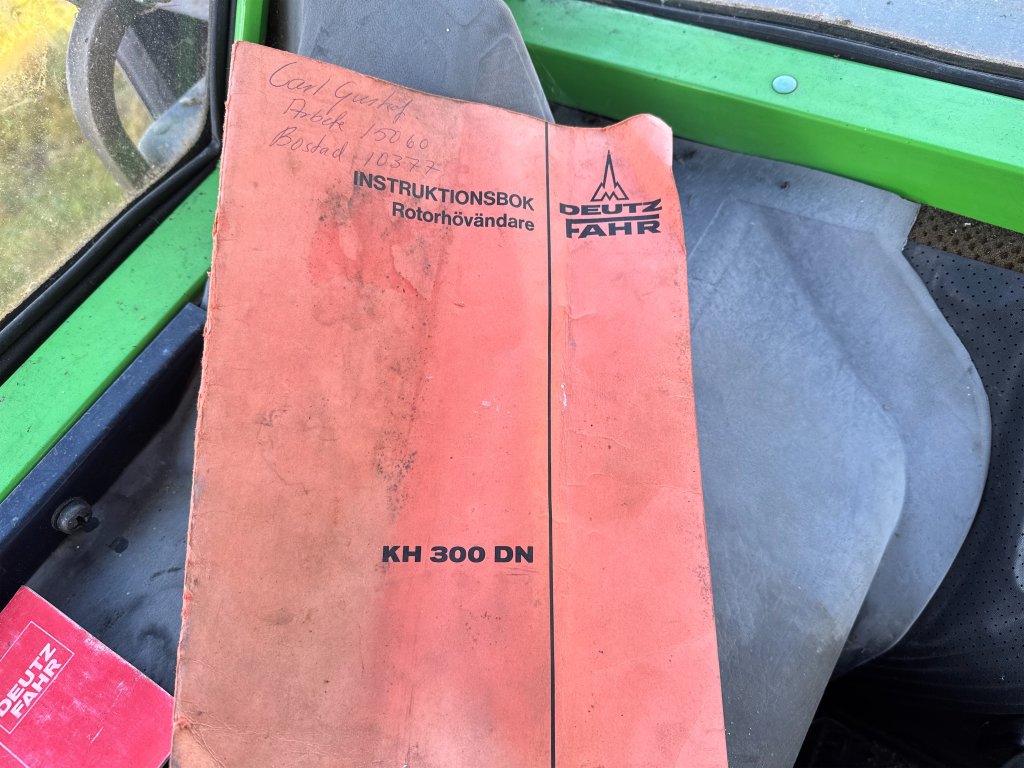 Carl Gustaf.
Arbete 15060
Bostad 10377
INSTRUKTIONSBOK
Rotorhövändare
DEUTZ
FAHR
KH 300 DN
DEUTZ
FAHR